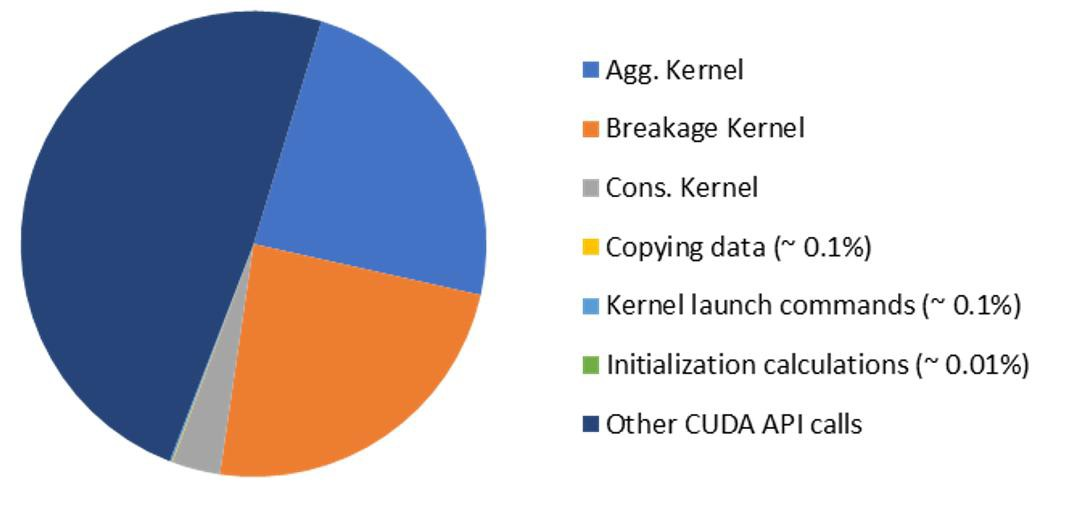 Agg. Kernel
Breakage Kernel
Cons. Kernel
Copying data (~ 0.1%)
Kernel launch commands (~ 0.1%)
Initialization calculations (~ 0.01%)
Other CUDA API calls